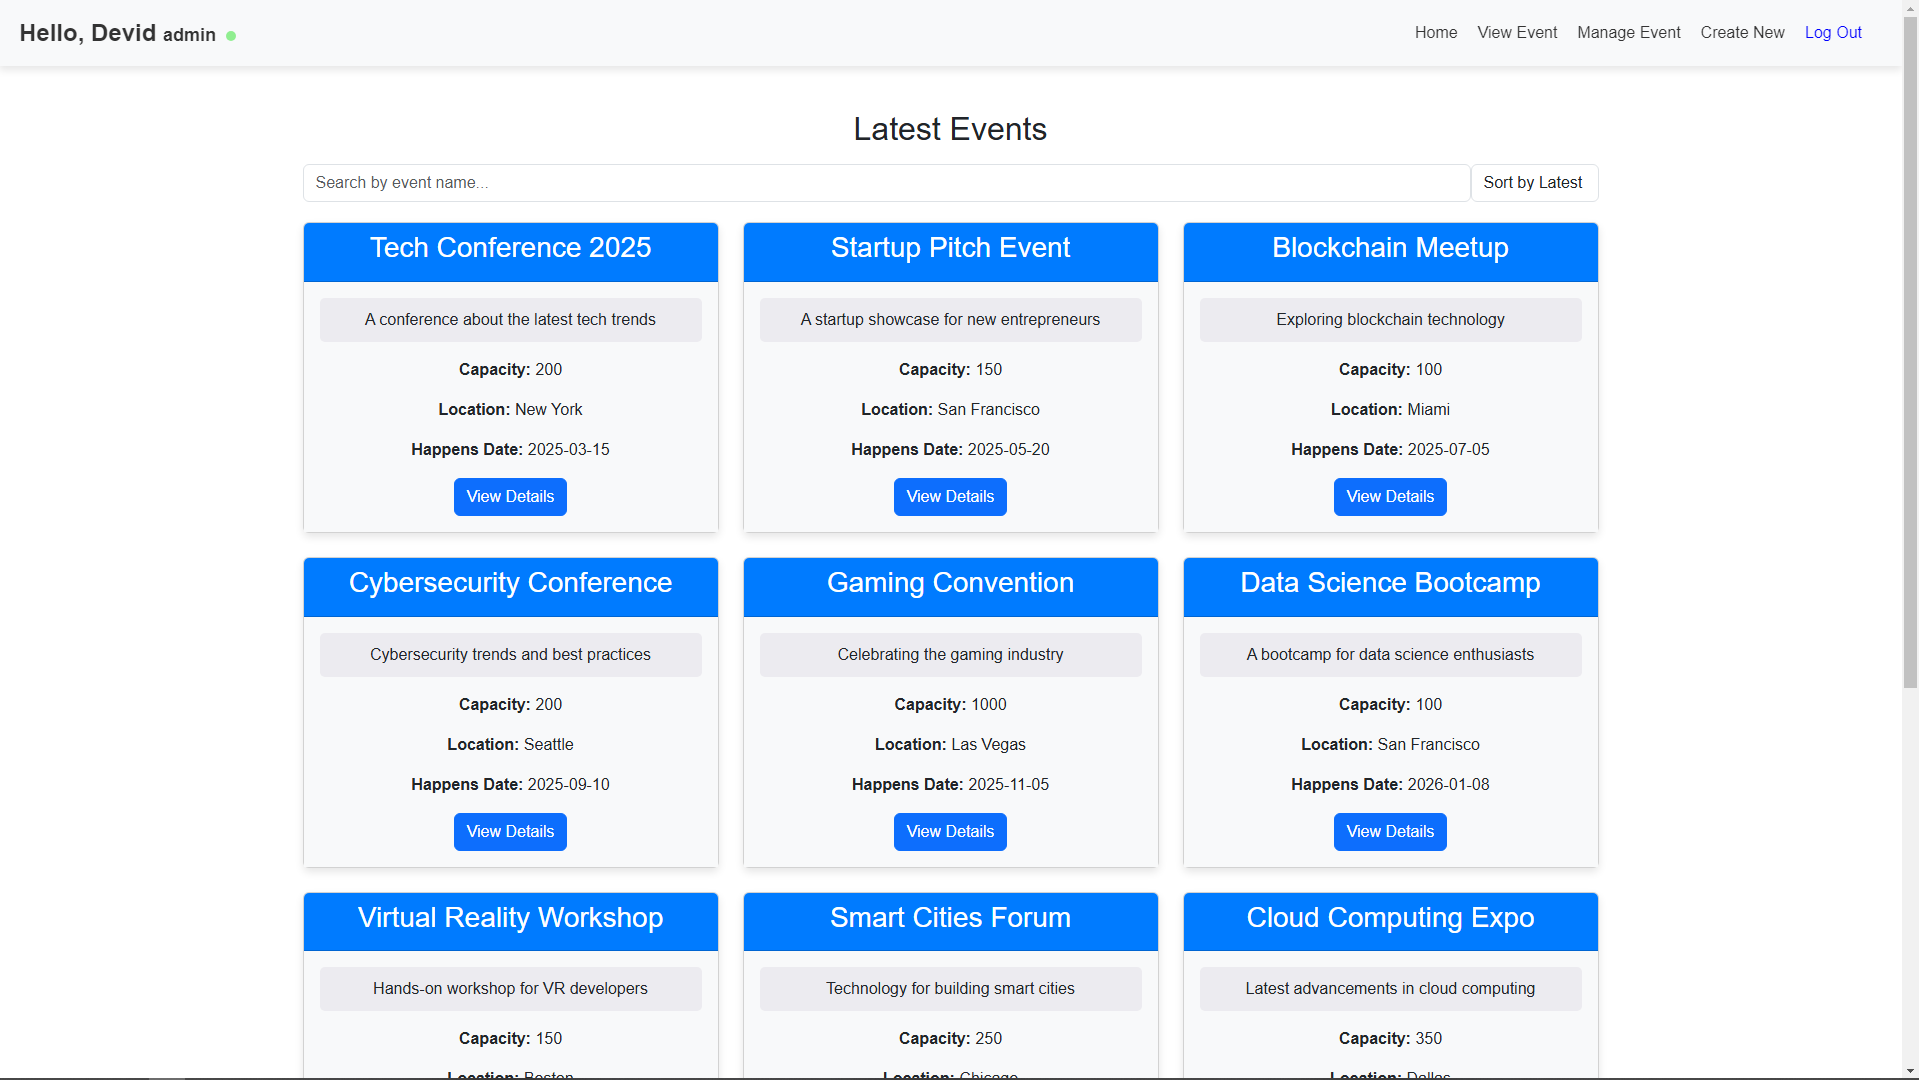 Hello, Devid admin
Home View Event Manage Event Create New Log Out
Latest Events
Search by event name... Sort by Latest
Tech Conference 2025
A conference about the latest tech trends
Capacity: 200
Location: New York
Happens Date: 2025-03-15
View Details
Startup Pitch Event
A startup showcase for new entrepreneurs
Capacity: 150
Location: San Francisco
Happens Date: 2025-05-20
View Details
Blockchain Meetup
Exploring blockchain technology
Capacity: 100
Location: Miami
Happens Date: 2025-07-05
View Details
Cybersecurity Conference
Cybersecurity trends and best practices
Capacity: 200
Location: Seattle
Happens Date: 2025-09-10
View Details
Gaming Convention
Celebrating the gaming industry
Capacity: 1000
Location: Las Vegas
Happens Date: 2025-11-05
View Details
Data Science Bootcamp
A bootcamp for data science enthusiasts
Capacity: 100
Location: San Francisco
Happens Date: 2026-01-08
View Details
Virtual Reality Workshop
Hands-on workshop for VR developers
Capacity: 150
Location: Boston
Smart Cities Forum
Technology for building smart cities
Capacity: 250
Location: Chicago
Cloud Computing Expo
Latest advancements in cloud computing
Capacity: 350
Location: Dallas